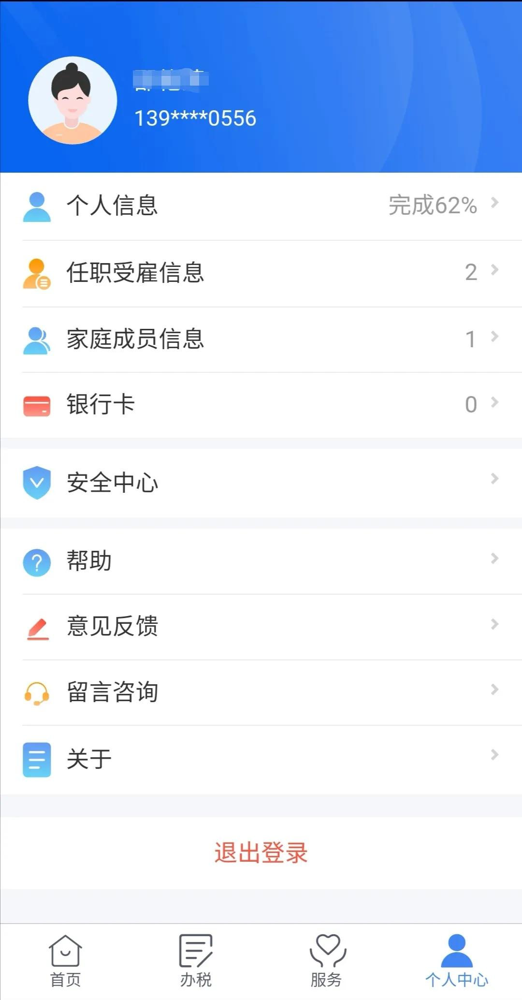 139****0556
个人信息 完成62%
任职受雇信息 2
家庭成员信息 1
银行卡 0
安全中心
帮助
意见反馈
留言咨询
关于
退出登录
首页 办税 服务 个人中心